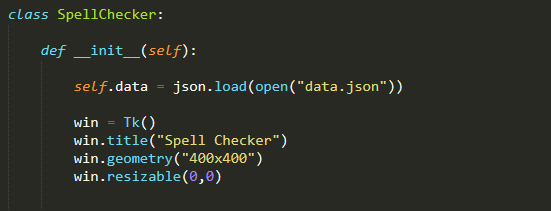 class SpellChecker:
def __init__(self):
self.data = json.load(open("data.json"))
win = Tk()
win.title("Spell Checker")
win.geometry("400x400")
win.resizable(0,0)